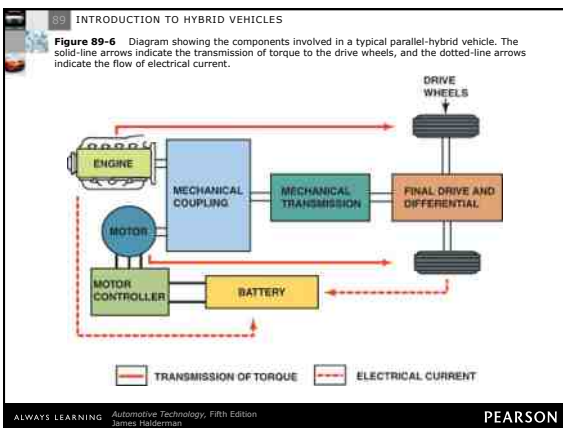 89 INTRODUCTION TO HYBRID VEHICLES
Figure 89-6 Diagram showing the components involved in a typical parallel-hybrid vehicle. The
solid-line arrows indicate the transmission of torque to the drive wheels, and the dotted-line arrows
indicate the flow of electrical current.
DRIVE
WHEELS
ENGINE
MECHANICAL
COUPLING
MECHANICAL
TRANSMISSION
FINAL DRIVE AND
DIFFERENTIAL
MOTOR
MOTOR
CONTROLLER
BATTERY
TRANSMISSION OF TORQUE
ELECTRICAL CURRENT
ALWAYS LEARNING
Automotive Technology, Fifth Edition
James Halderman
PEARSON